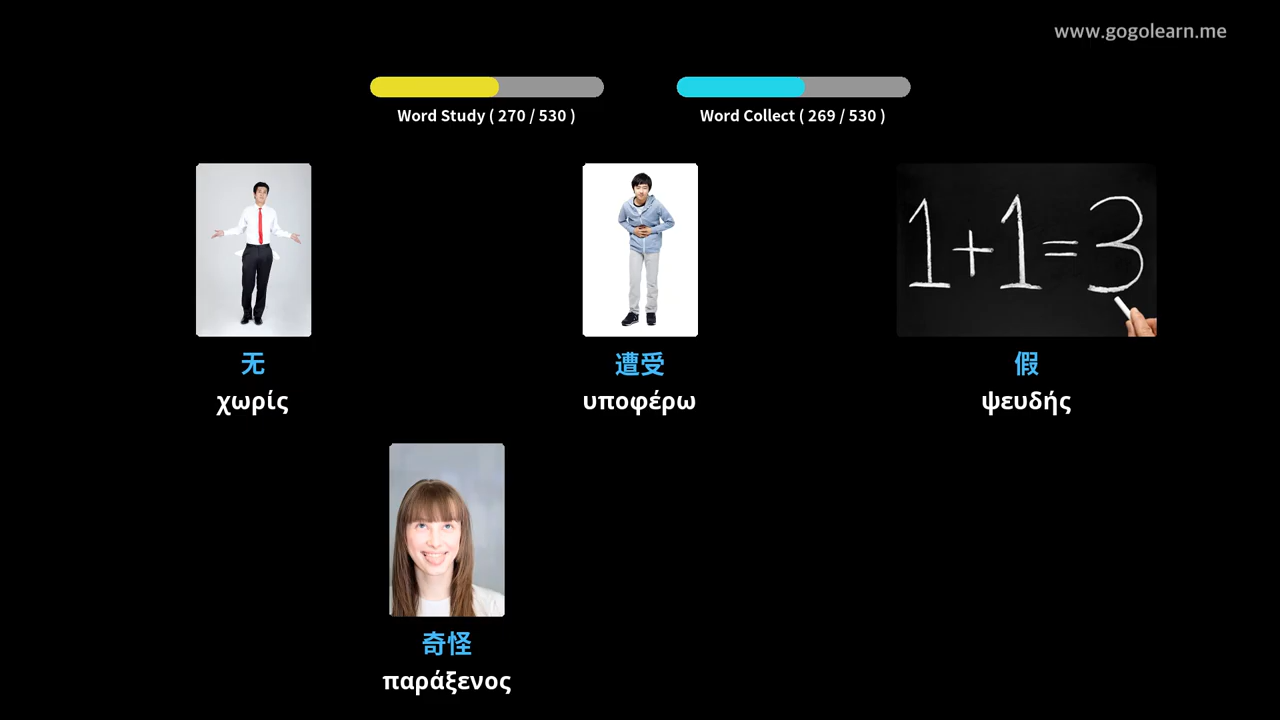 www.gogolearn.me
Word Study ( 270 / 530 )
Word Collect ( 269 / 530 )
1+1=3
无
χωρίς
遭受
υποφέρω
假
ψευδής
奇怪
παράξενος